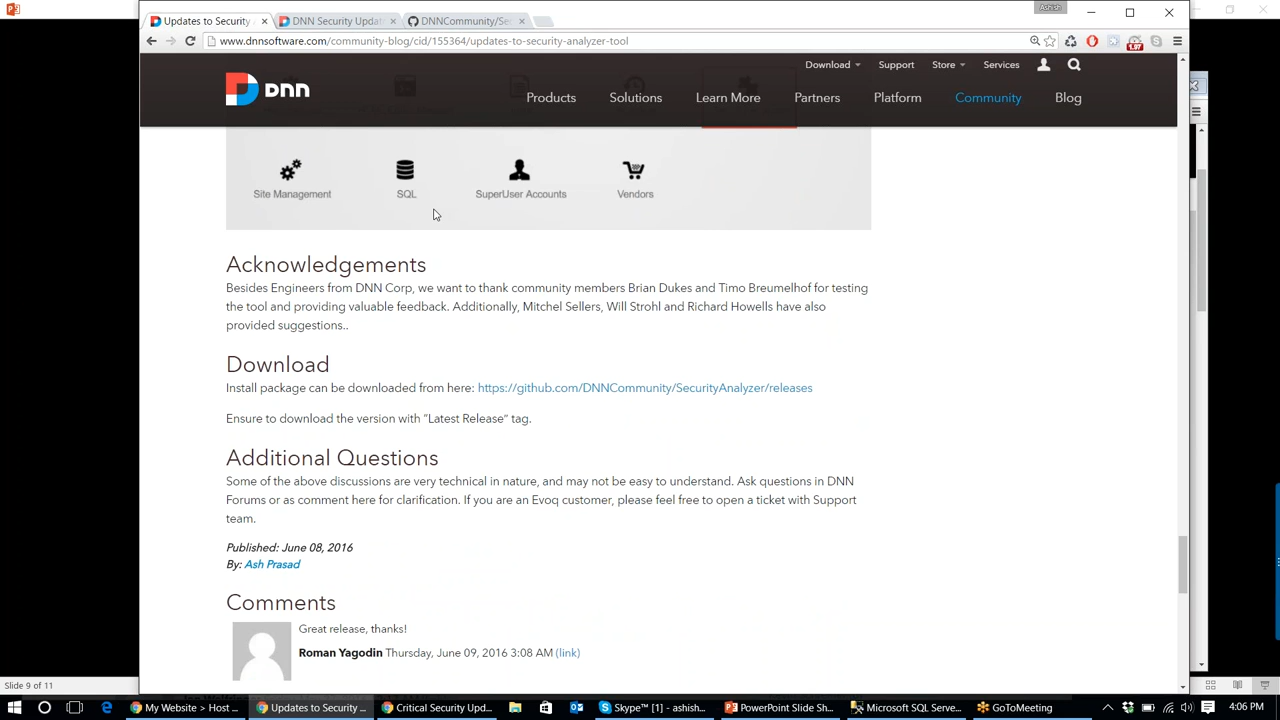 Ashish
Updates to Security
DNN Security Updat
DNNCommunity/Sec
www.dnnsoftware.com/community-blog/cid/155364/updates-to-security-analyzer-tool
1.97
Download Support Store Services
DNN
Products Solutions Learn More Partners Platform Community Blog
Site Management SQL SuperUser Accounts Vendors
Acknowledgements
Besides Engineers from DNN Corp, we want to thank community members Brian Dukes and Timo Breumelhof for testing
the tool and providing valuable feedback. Additionally, Mitchel Sellers, Will Strohl and Richard Howells have also
provided suggestions..
Download
Install package can be downloaded from here: https://github.com/DNNCommunity/SecurityAnalyzer/releases
Ensure to download the version with "Latest Release" tag.
Additional Questions
Some of the above discussions are very technical in nature, and may not be easy to understand. Ask questions in DNN
Forums or as comment here for clarification. If you are an Evoq customer, please feel free to open a ticket with Support
team.
Published: June 08, 2016
By: Ash Prasad
Comments
Great release, thanks!
Roman Yagodin Thursday, June 09, 2016 3:08 AM (link)
Slide 9 of 11
My Website > Host ...
Updates to Security ...
Critical Security Upd...
Skype™ [1] - ashish...
PowerPoint Slide Sh...
Microsoft SQL Serve...
GoToMeeting
4:06 PM